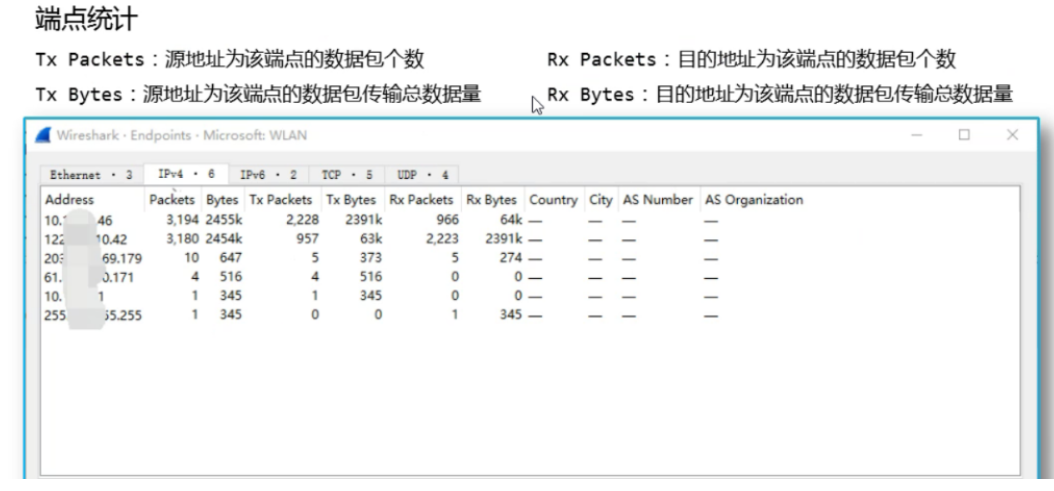 端点统计
Tx Packets：源地址为该端点的数据包个数 Rx Packets：目的地址为该端点的数据包个数
Tx Bytes：源地址为该端点的数据包传输总数据量 Rx Bytes：目的地址为该端点的数据包传输总数据量
Wireshark · Endpoints · Microsoft: WLAN
Ethernet · 3 IPv4 · 6 IPv6 · 2 TCP · 5 UDP · 4
Address Packets Bytes Tx Packets Tx Bytes Rx Packets Rx Bytes Country City AS Number AS Organization
10. .46 3,194 2455k 2,228 2391k 966 64k — — — —
122 10.42 3,180 2454k 957 63k 2,223 2391k — — — —
203 69.179 10 647 5 373 5 274 — — — —
61. 0.171 4 516 4 516 0 0 — — — —
10. 1 1 345 1 345 0 0 — — — —
255 55.255 1 345 0 0 1 345 — — — —